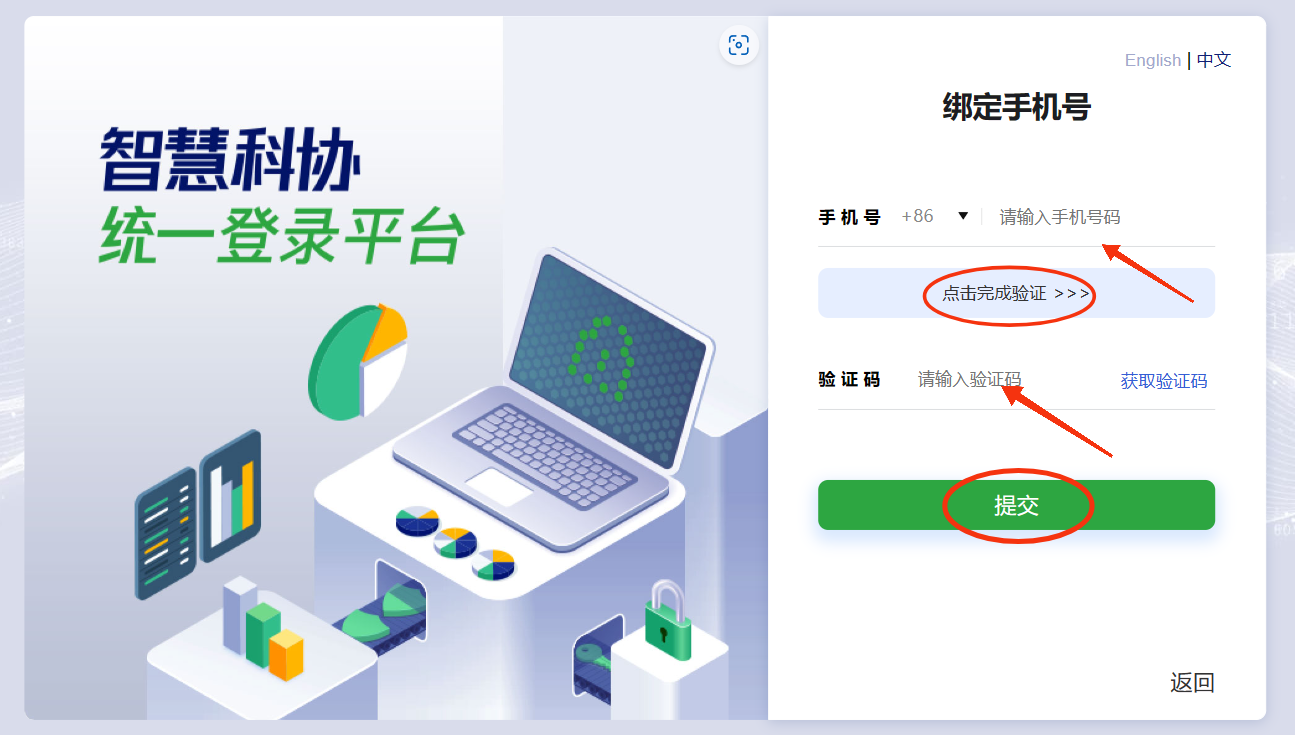 智慧科协
统一登录平台
English | 中文
绑定手机号
手机号 +86 请输入手机号码
点击完成验证 >>>
验证码 请输入验证码 获取验证码
提交
返回